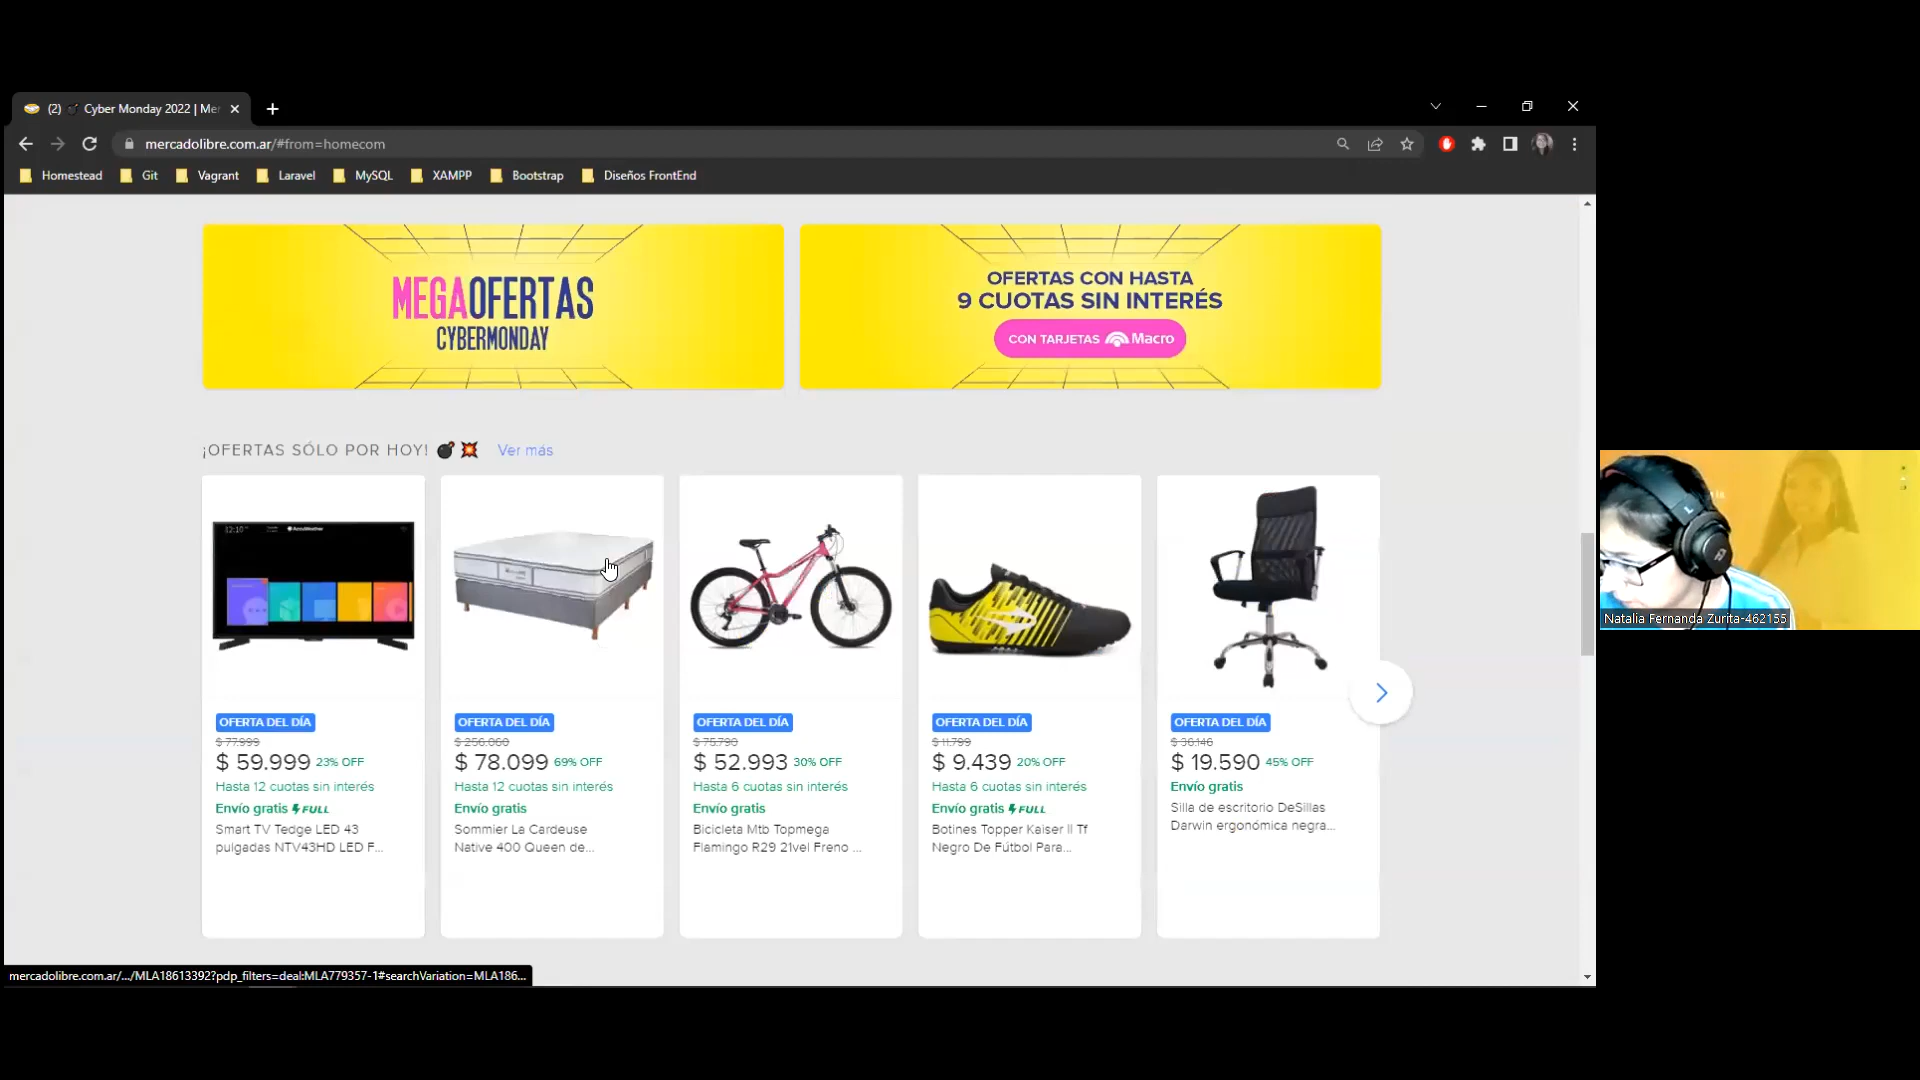 (2) Cyber Monday 2022 | Me
mercadolibre.com.ar/#from=homecom
Homestead
Git
Vagrant
Laravel
MySQL
XAMPP
Bootstrap
Diseños FrontEnd
MEGAOFERTAS
CYBERMONDAY
OFERTAS CON HASTA
9 CUOTAS SIN INTERÉS
CON TARJETAS Macro
¡OFERTAS SÓLO POR HOY! Ver más
12:10
OFERTA DEL DÍA
$ 77.999
$ 59.999 23% OFF
Hasta 12 cuotas sin interés
Envío gratis FULL
Smart TV Tedge LED 43
pulgadas NTV43HD LED F...
OFERTA DEL DÍA
$ 256.060
$ 78.099 69% OFF
Hasta 12 cuotas sin interés
Envío gratis
Sommier La Cardeuse
Native 400 Queen de...
OFERTA DEL DÍA
$ 75.790
$ 52.993 30% OFF
Hasta 6 cuotas sin interés
Envío gratis
Bicicleta Mtb Topmega
Flamingo R29 21vel Freno ...
OFERTA DEL DÍA
$ 11.799
$ 9.439 20% OFF
Hasta 6 cuotas sin interés
Envío gratis FULL
Botines Topper Kaiser II Tf
Negro De Fútbol Para...
OFERTA DEL DÍA
$ 36.146
$ 19.590 45% OFF
Envío gratis
Silla de escritorio DeSillas
Darwin ergonómica negra...
L
Natalia Fernanda Zurita-462155
mercadolibre.com.ar/.../MLA18613392?pdp_filters=deal:MLA779357-1#searchVariation=MLA186...